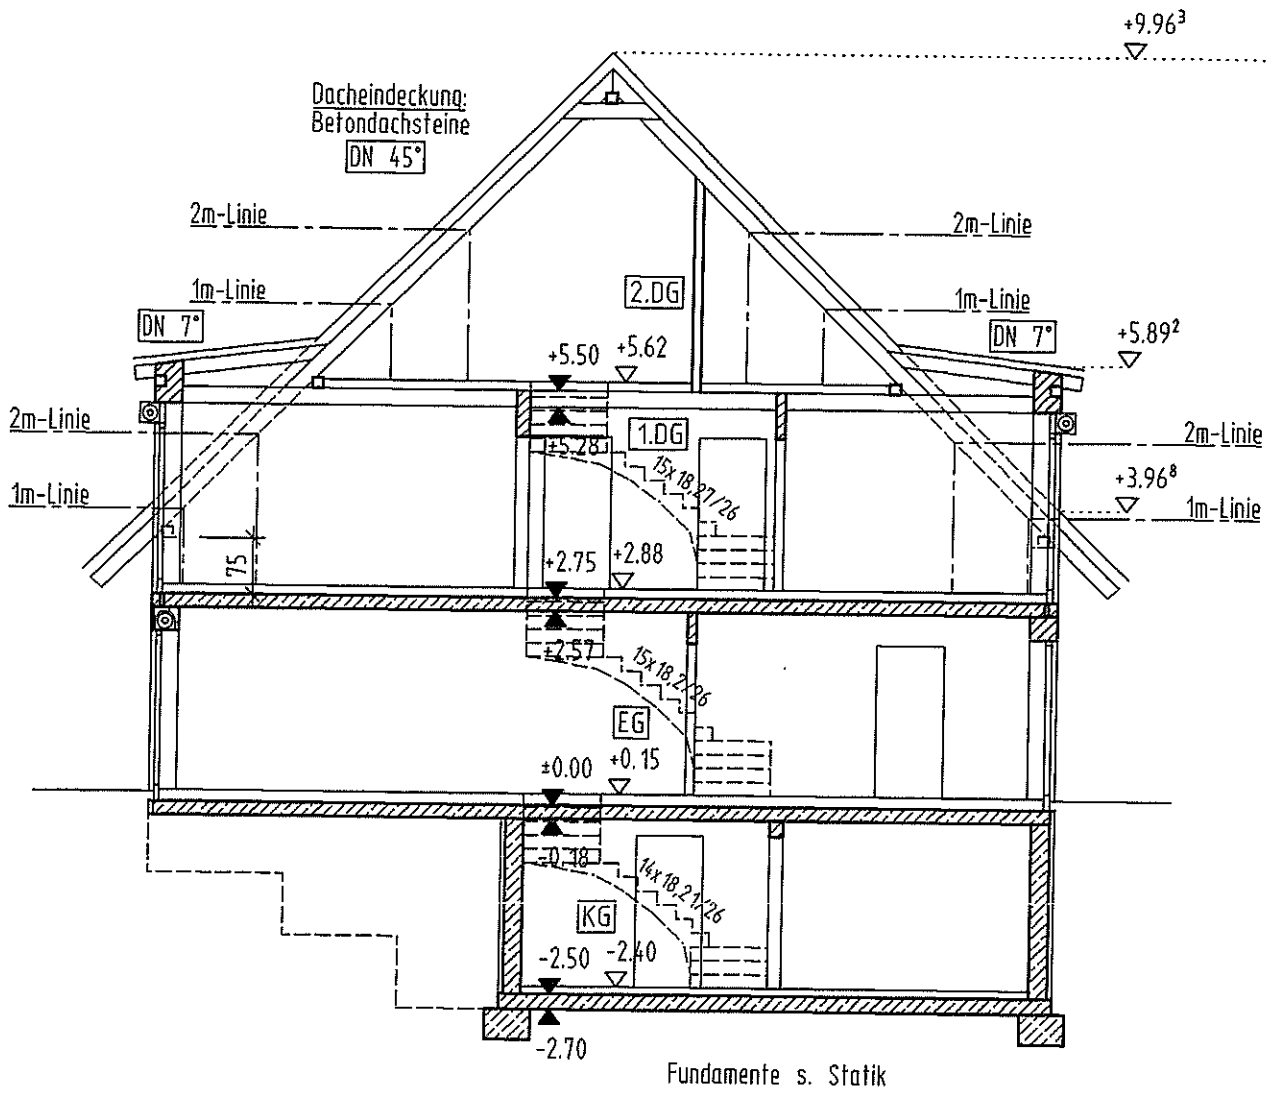 +9.96³
Dacheindeckung:
Betondachsteine
DN 45°
2m-Linie
2m-Linie
1m-Linie
2.DG
1m-Linie
DN 7°
DN 7°
+5.50
+5.62
+5.89²
2m-Linie
1.DG
2m-Linie
±5.28
15x18,27/26
+3.96⁸
1m-Linie
1m-Linie
75
+2.75
+2.88
±2.57
15x18,2/26
EG
±0.00
+0.15
-0,18
14x18,21/26
KG
-2.50
-2.40
-2.70
Fundamente s. Statik